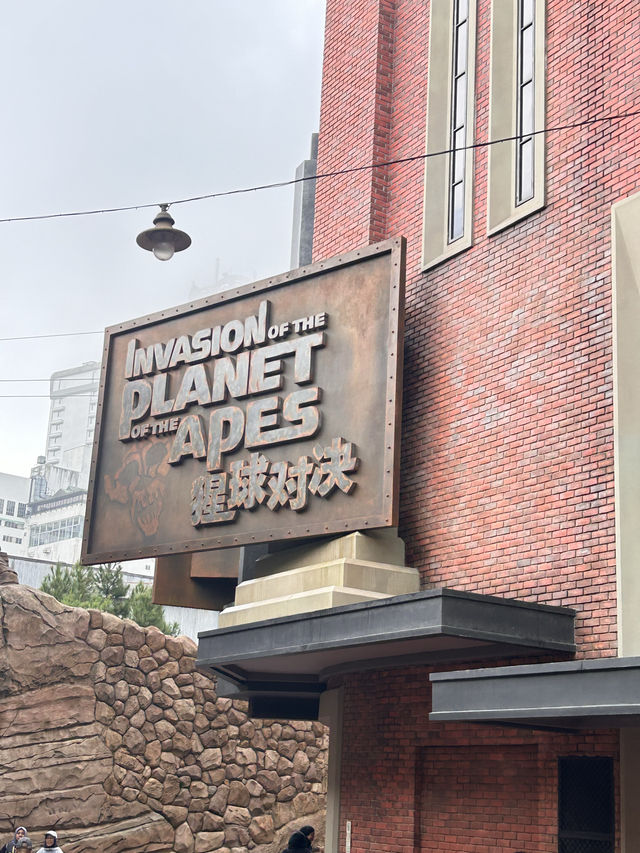 INVASION OF THE
PLANET
OF THE APES
猩球对决